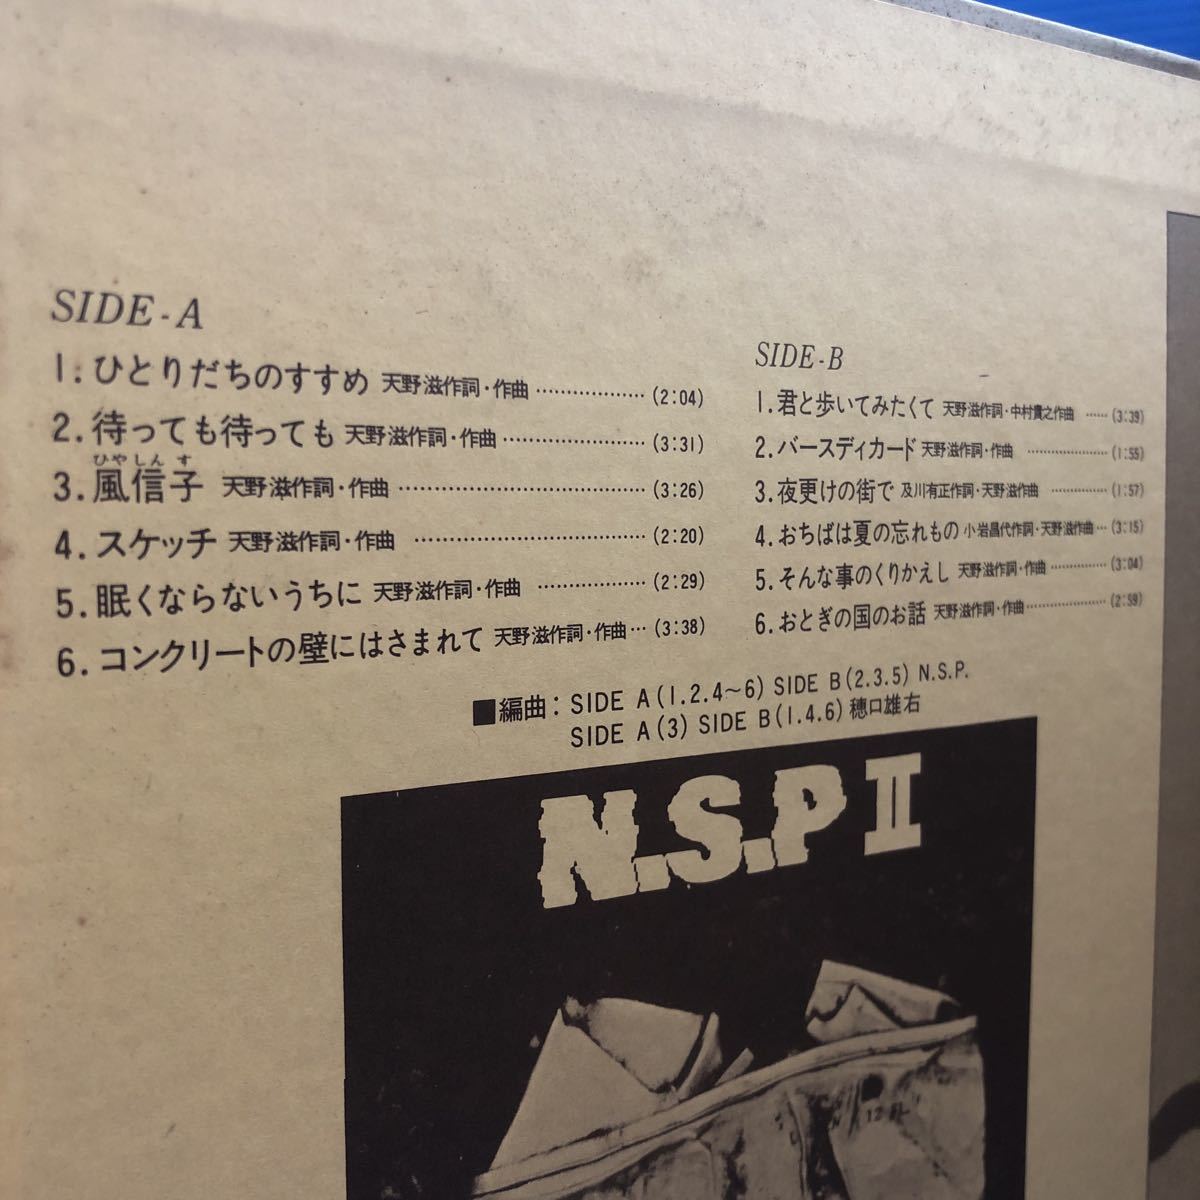 SIDE-A
1.ひとりだちのすすめ 天野滋作詞・作曲………………(2:04)
2.待っても待っても 天野滋作詞・作曲…………………(3:31)
ひやしんす
3.風信子 天野滋作詞・作曲………………………………(3:26)
4.スケッチ 天野滋作詞・作曲 ……………………………(2:20)
5.眠くならないうちに 天野滋作詞・作曲 ………………(2:29)
6.コンクリートの壁にはさまれて 天野滋作詞・作曲…(3:38)
SIDE-B
1.君と歩いてみたくて 天野滋作詞・中村貴之作曲 ……(3:39)
2.バースディカード 天野滋作詞・作曲 …………………(1:55)
3.夜更けの街で 及川有正作詞・天野滋作曲 ……………(1:57)
4.おちばは夏の忘れもの 小岩昌代作詞・天野滋作曲…(3:15)
5.そんな事のくりかえし 天野滋作詞・作曲……………(3:04)
6.おとぎの国のお話 天野滋作詞・作曲…………………(2:59)
■編曲：SIDE A(1.2.4～6) SIDE B(2.3.5) N.S.P.
SIDE A(3) SIDE B(1.4.6)穂口雄右
N.S.P II